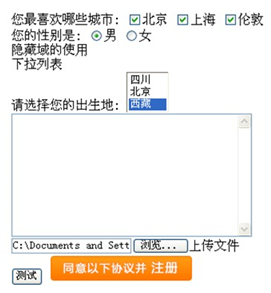 您最喜欢哪些城市: 北京 上海 伦敦
您的性别是: 男 女
隐藏域的使用
下拉列表
四川
北京
西藏
请选择您的出生地:
C:\Documents and Sett 浏览... 上传文件
测试 同意以下协议并 注册